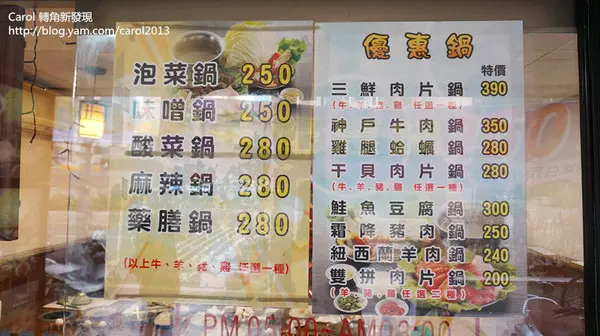 Carol 轉角新發現
http://blog.yam.com/carol2013
泡菜鍋 250
味噌鍋 250
酸菜鍋 280
麻辣鍋 280
藥膳鍋 280
(以上牛、羊、豬、雞 任選一種)
優惠鍋
特價
三鮮肉片鍋 390
(牛、羊、豬、雞 任選一種)
神戶牛肉鍋 350
雞腿蛤蠣鍋 280
干貝肉片鍋 280
(牛、羊、豬、雞 任選一種)
鮭魚豆腐鍋 300
霜降豬肉鍋 250
紐西蘭羊肉鍋 240
雙拼肉片鍋 200
(羊、豬、雞 任選二種)
PM05:00~AM03:00